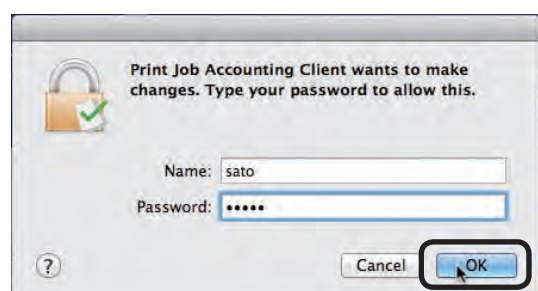 Print Job Accounting Client wants to make
changes. Type your password to allow this.
Name: sato
Password: •••••
? Cancel OK